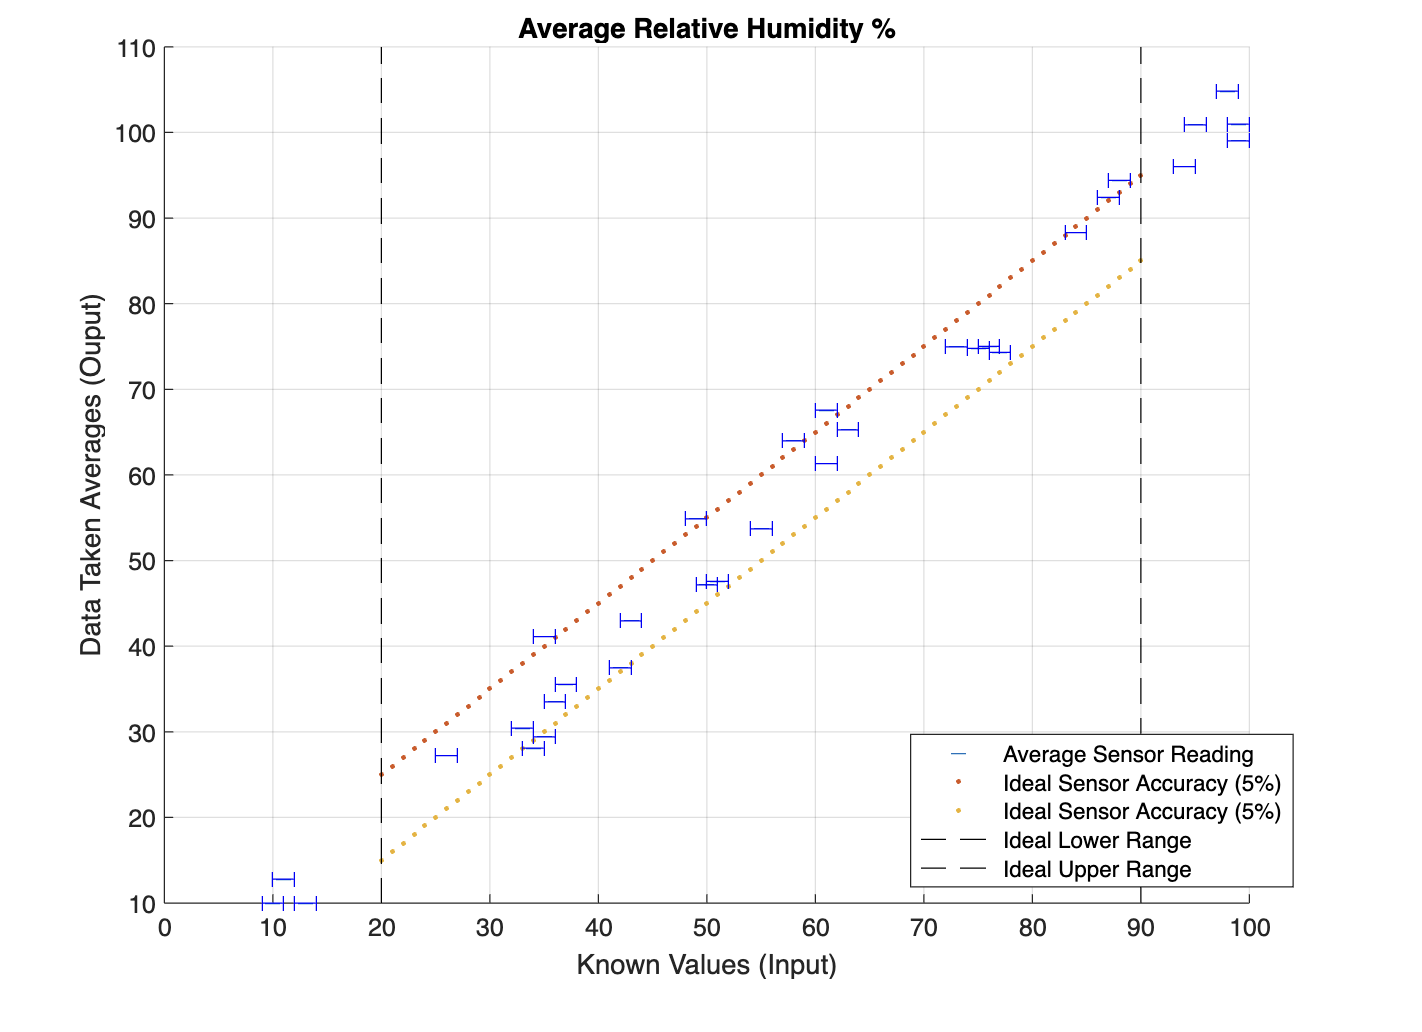 Average Relative Humidity %
110
100
90
80
70
60
50
40
30
20
10
Data Taken Averages (Ouput)
0 10 20 30 40 50 60 70 80 90 100
Known Values (Input)
Average Sensor Reading
Ideal Sensor Accuracy (5%)
Ideal Sensor Accuracy (5%)
Ideal Lower Range
Ideal Upper Range